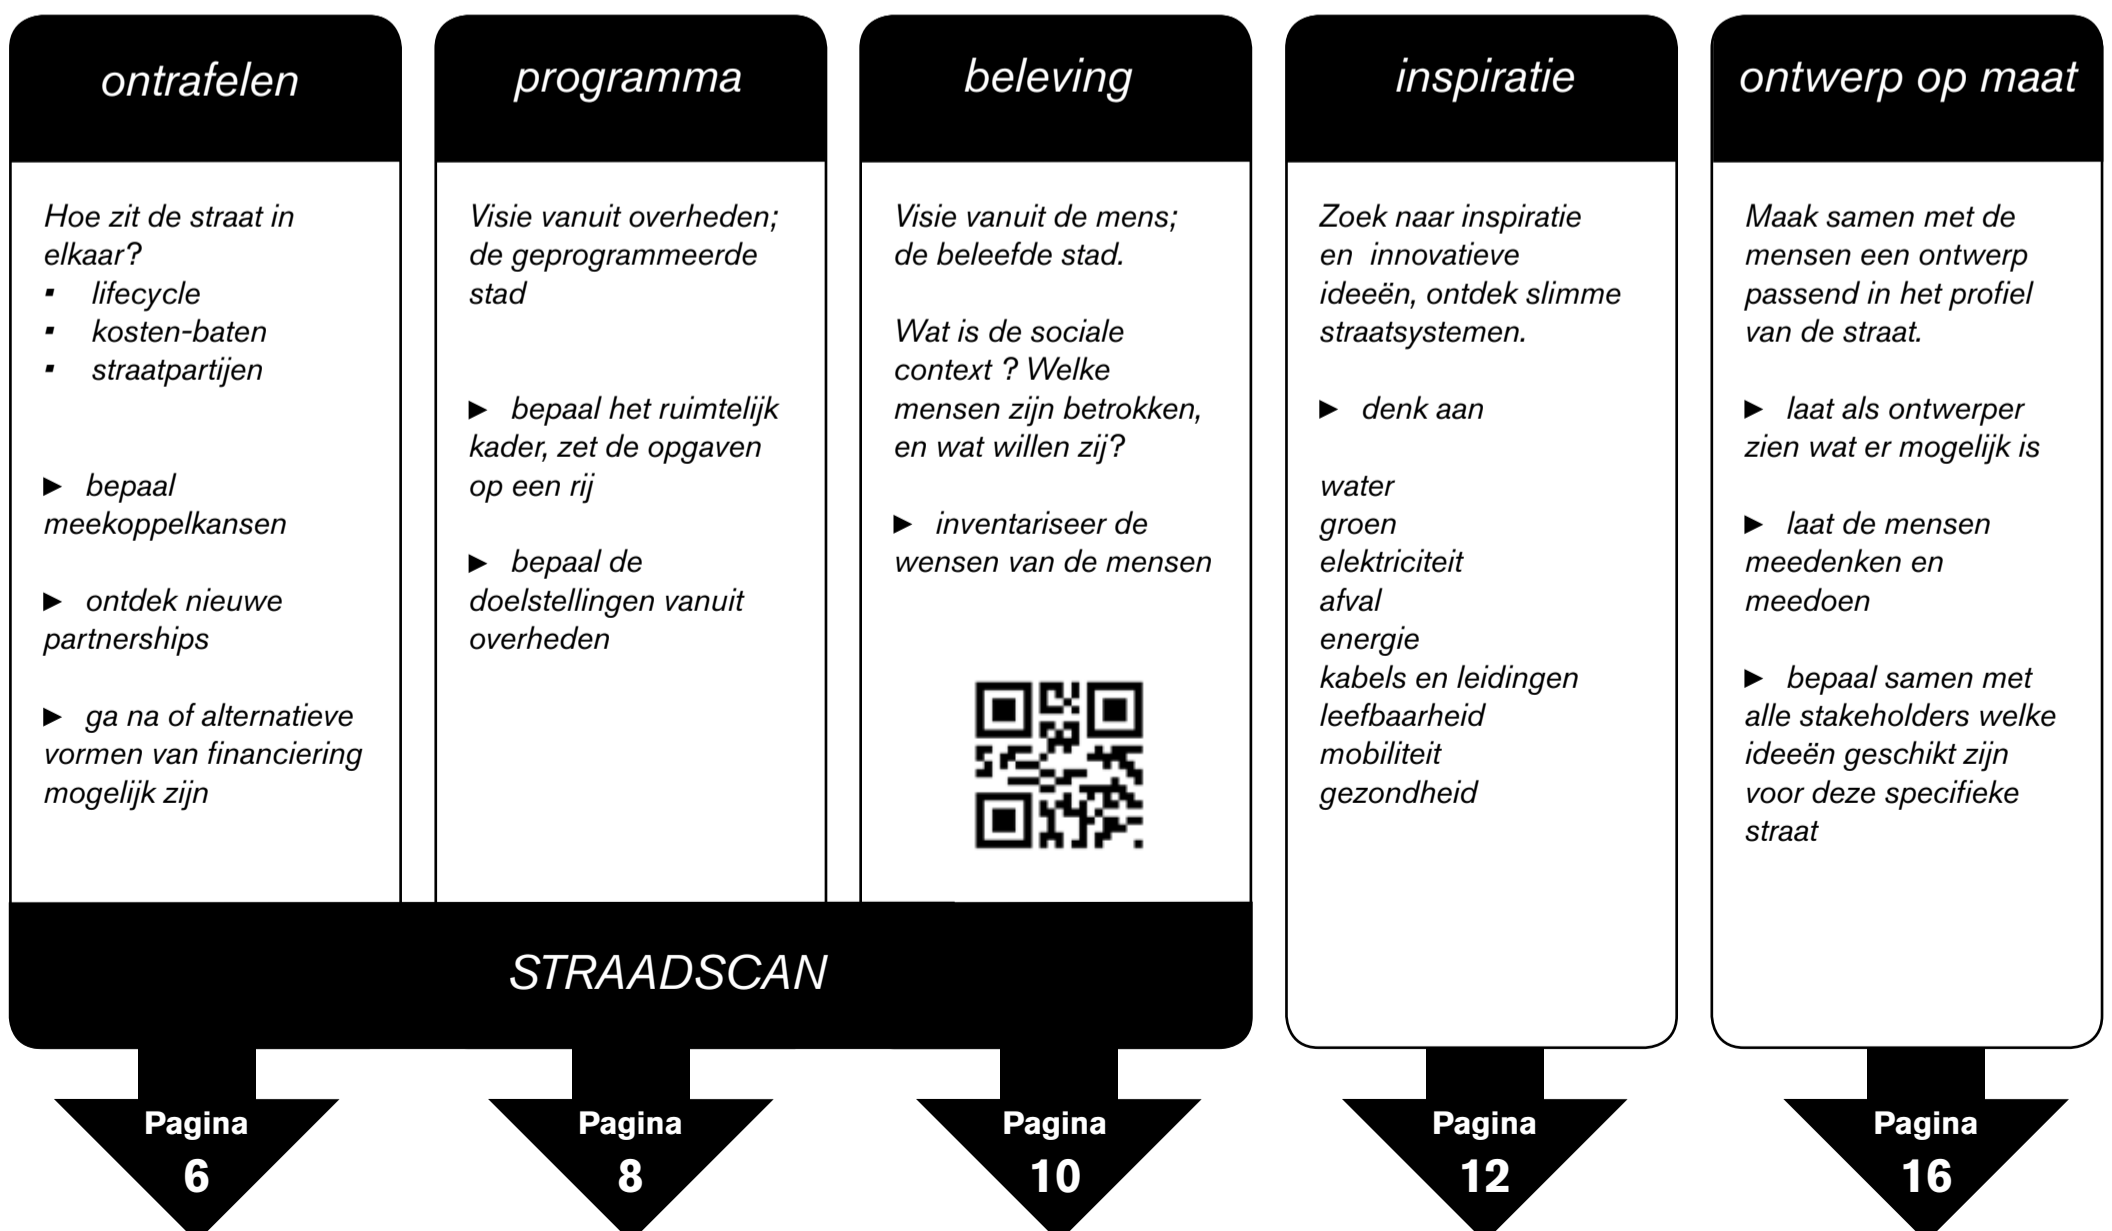 ontrafelen
Hoe zit de straat in
elkaar?
▪ lifecycle
▪ kosten-baten
▪ straatpartijen
► bepaal
meekoppelkansen
► ontdek nieuwe
partnerships
► ga na of alternatieve
vormen van financiering
mogelijk zijn
programma
Visie vanuit overheden;
de geprogrammeerde
stad
► bepaal het ruimtelijk
kader, zet de opgaven
op een rij
► bepaal de
doelstellingen vanuit
overheden
beleving
Visie vanuit de mens;
de beleefde stad.
Wat is de sociale
context ? Welke
mensen zijn betrokken,
en wat willen zij?
► inventariseer de
wensen van de mensen
STRAADSCAN
inspiratie
Zoek naar inspiratie
en innovatieve
ideeën, ontdek slimme
straatsystemen.
► denk aan
water
groen
elektriciteit
afval
energie
kabels en leidingen
leefbaarheid
mobiliteit
gezondheid
ontwerp op maat
Maak samen met de
mensen een ontwerp
passend in het profiel
van de straat.
► laat als ontwerper
zien wat er mogelijk is
► laat de mensen
meedenken en
meedoen
► bepaal samen met
alle stakeholders welke
ideeën geschikt zijn
voor deze specifieke
straat
Pagina
6
Pagina
8
Pagina
10
Pagina
12
Pagina
16